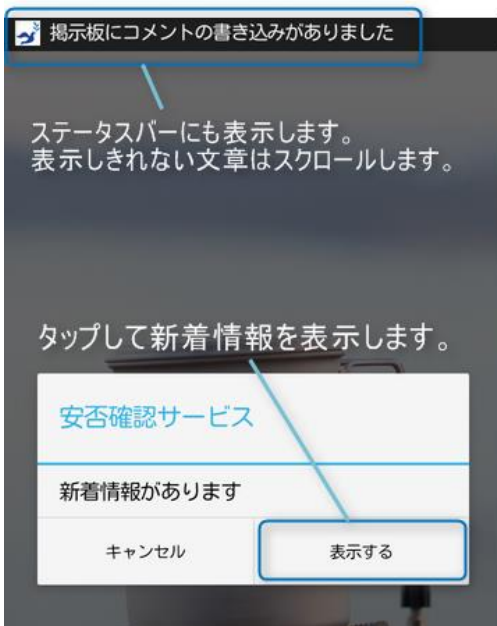 掲示板にコメントの書き込みがありました
ステータスバーにも表示します。
表示しきれない文章はスクロールします。
タップして新着情報を表示します。
安否確認サービス
新着情報があります
キャンセル
表示する